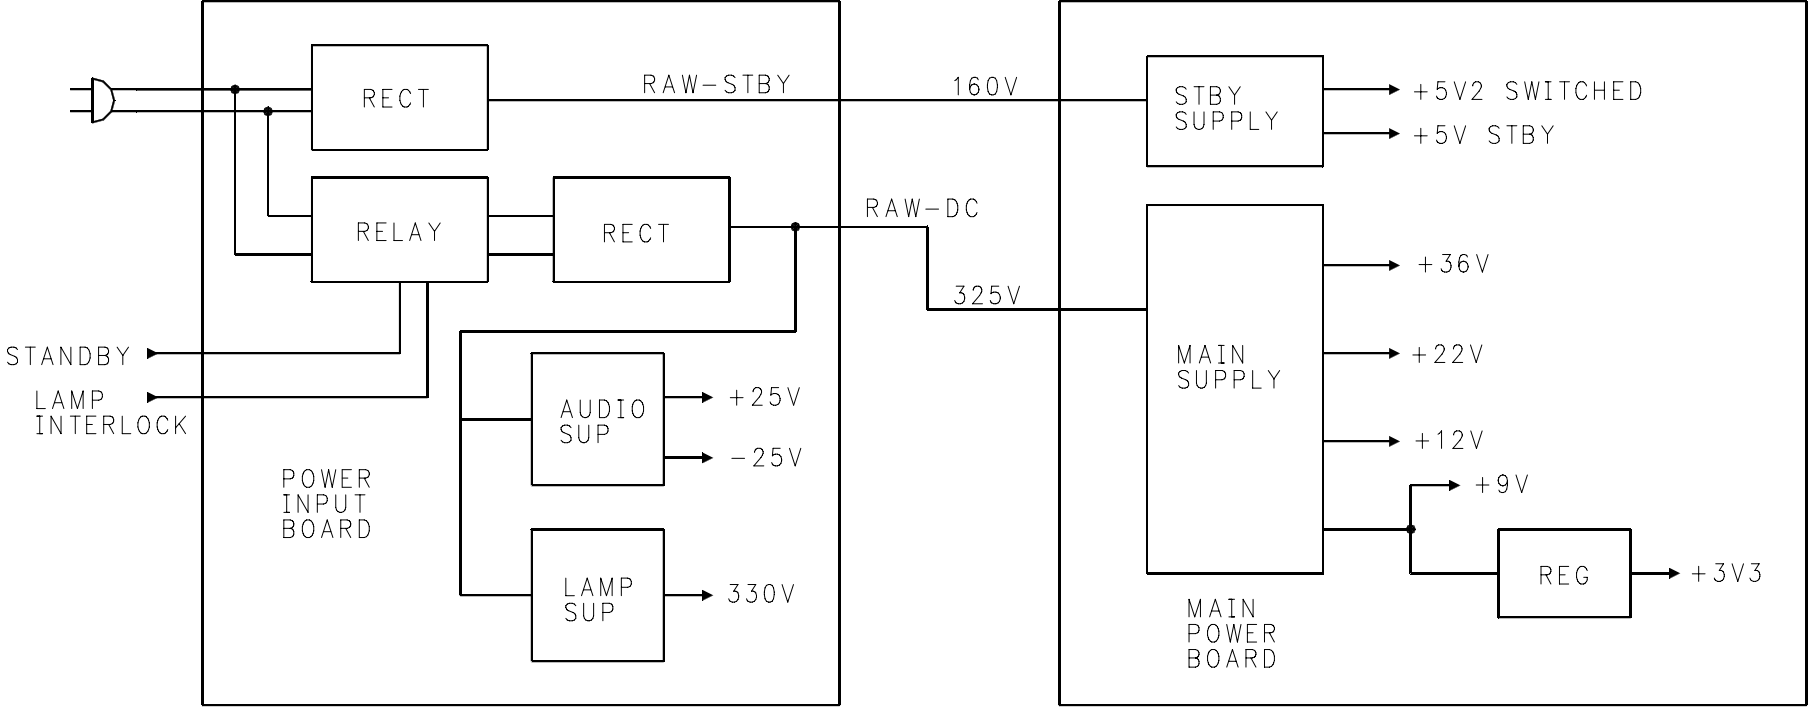 RECT
RAW-STBY
160V
STBY
SUPPLY
+5V2 SWITCHED
+5V STBY
RELAY
RECT
RAW-DC
325V
STANDBY
LAMP
INTERLOCK
AUDIO
SUP
+25V
-25V
POWER
INPUT
BOARD
LAMP
SUP
330V
MAIN
SUPPLY
+36V
+22V
+12V
+9V
REG
+3V3
MAIN
POWER
BOARD